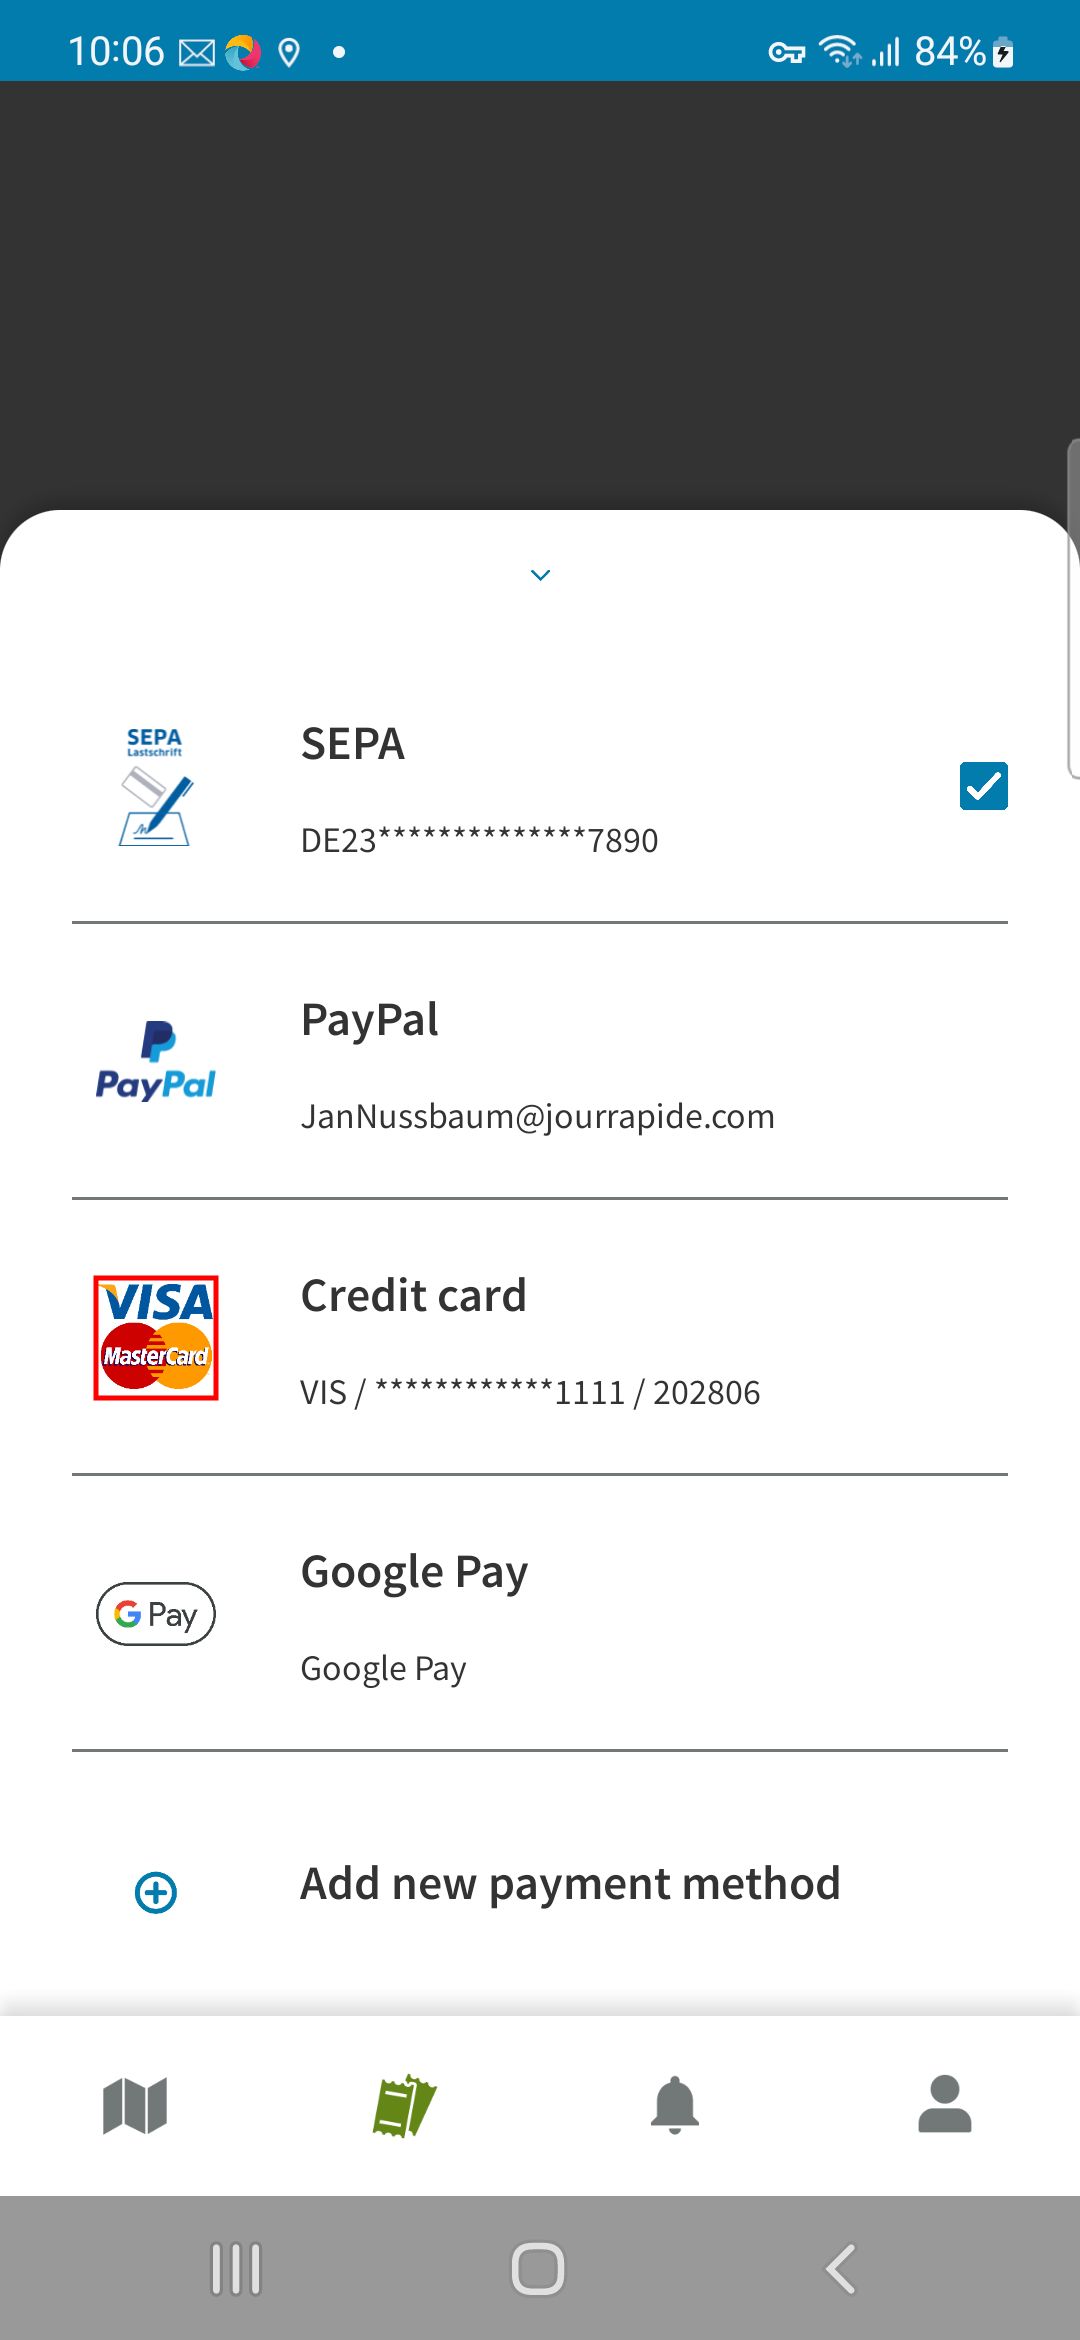 10:06
84%
SEPA
Lastschrift
SEPA
DE23**************7890
PayPal
PayPal
JanNussbaum@jourrapide.com
VISA
MasterCard
Credit card
VIS / ************1111 / 202806
Google Pay
G Pay
Google Pay
Add new payment method